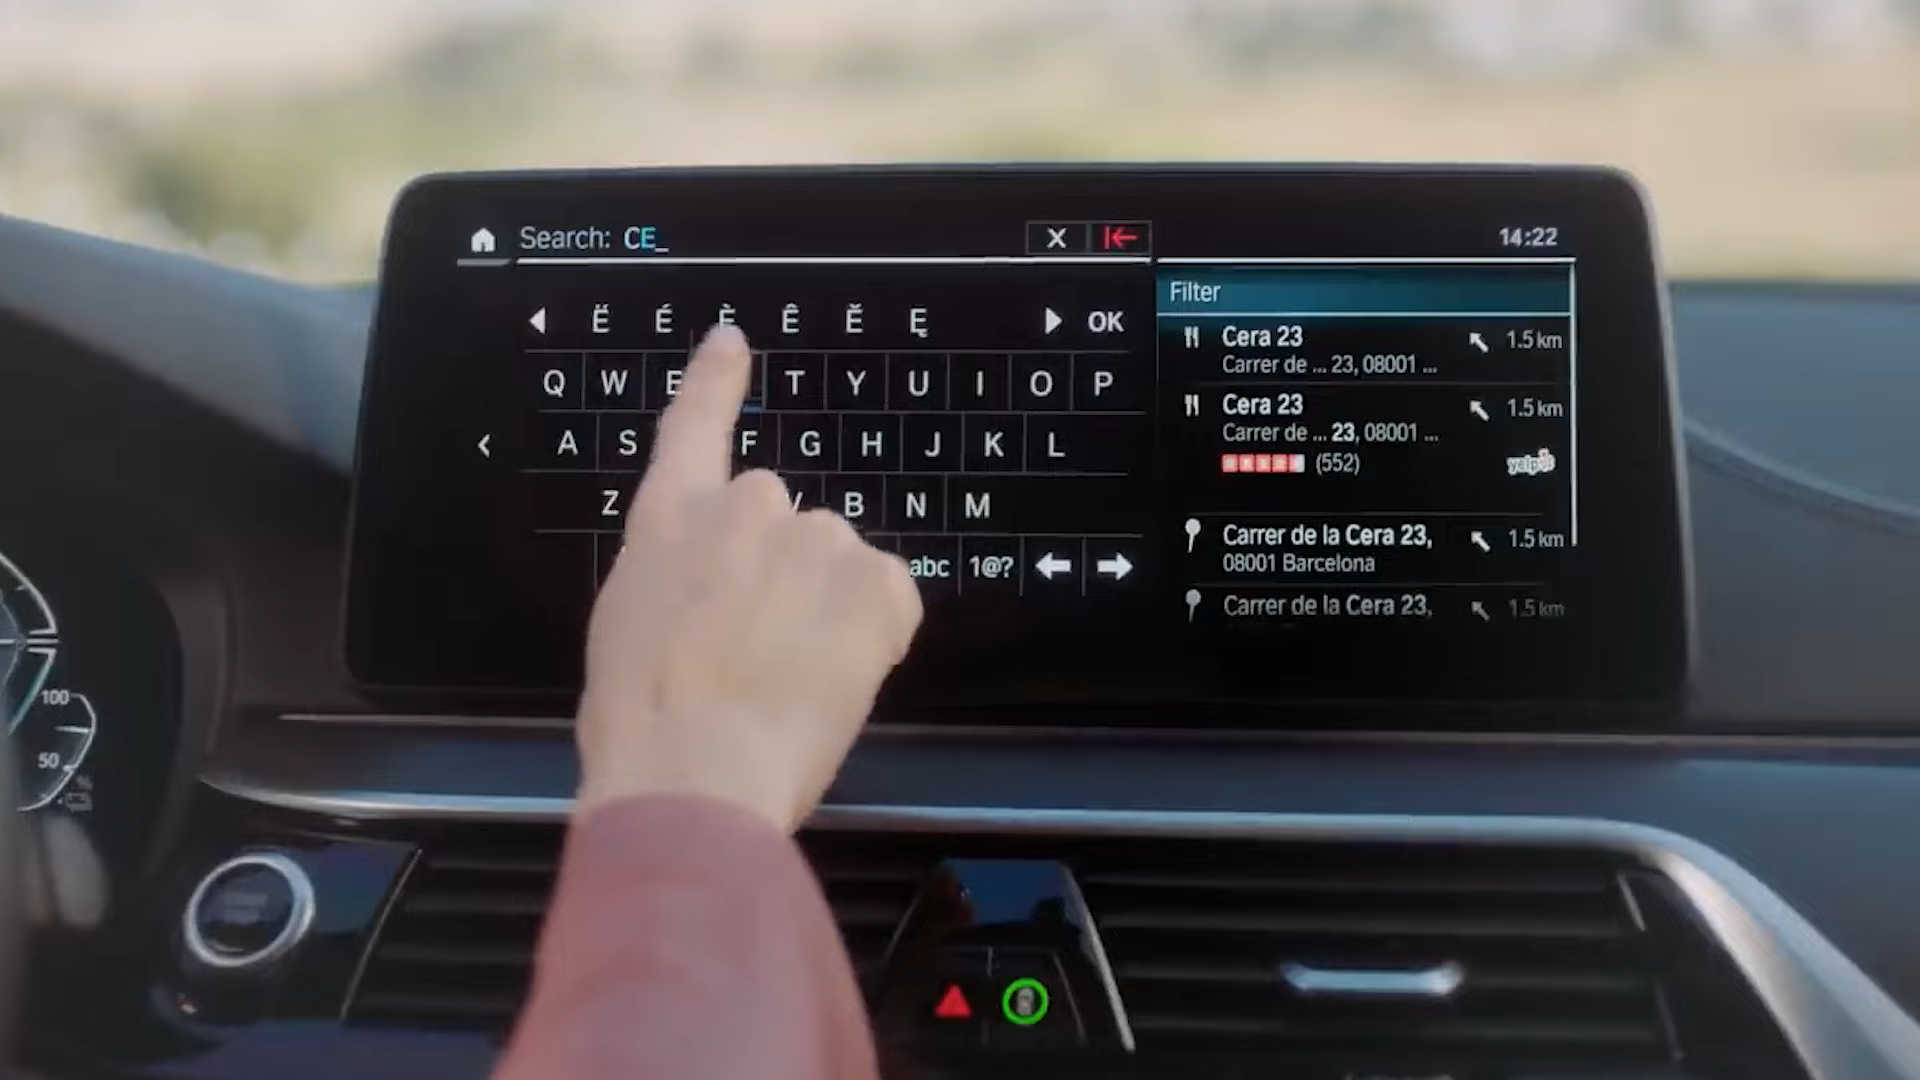 Search: CE_
X
14:22
Ë É È Ê Ě Ę OK
Q W E T Y U I O P
A S F G H J K L
Z V B N M
abc 1@?
Filter
Cera 23 1.5 km
Carrer de ... 23, 08001 ...
Cera 23 1.5 km
Carrer de ... 23, 08001 ...
(552) yelp
Carrer de la Cera 23, 1.5 km
08001 Barcelona
Carrer de la Cera 23, 1.5 km
100
50
%